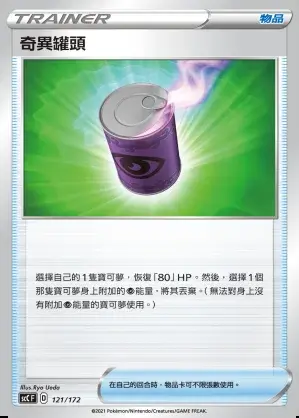 TRAINER 物品
奇異罐頭
選擇自己的1隻寶可夢,恢復「80」HP。然後,選擇1個
那隻寶可夢身上附加的超能量,將其丟棄。(無法對身上沒
有附加超能量的寶可夢使用。)
Illus. Ryo Ueda
SCF D 121/172
在自己的回合時,物品卡可不限張數使用。
©2021 Pokémon/Nintendo/Creatures/GAME FREAK.